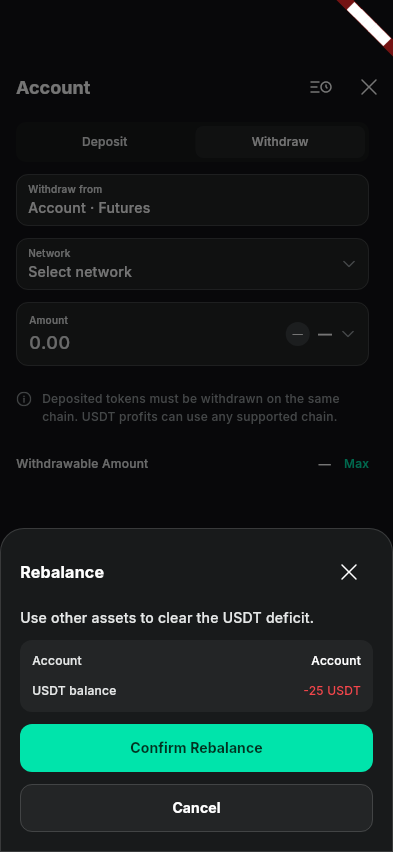 Account
Deposit
Withdraw
Withdraw from
Account · Futures
Network
Select network
Amount
0.00
—
—
Deposited tokens must be withdrawn on the same
chain. USDT profits can use any supported chain.
Withdrawable Amount — Max
Rebalance
Use other assets to clear the USDT deficit.
Account Account
USDT balance -25 USDT
Confirm Rebalance
Cancel